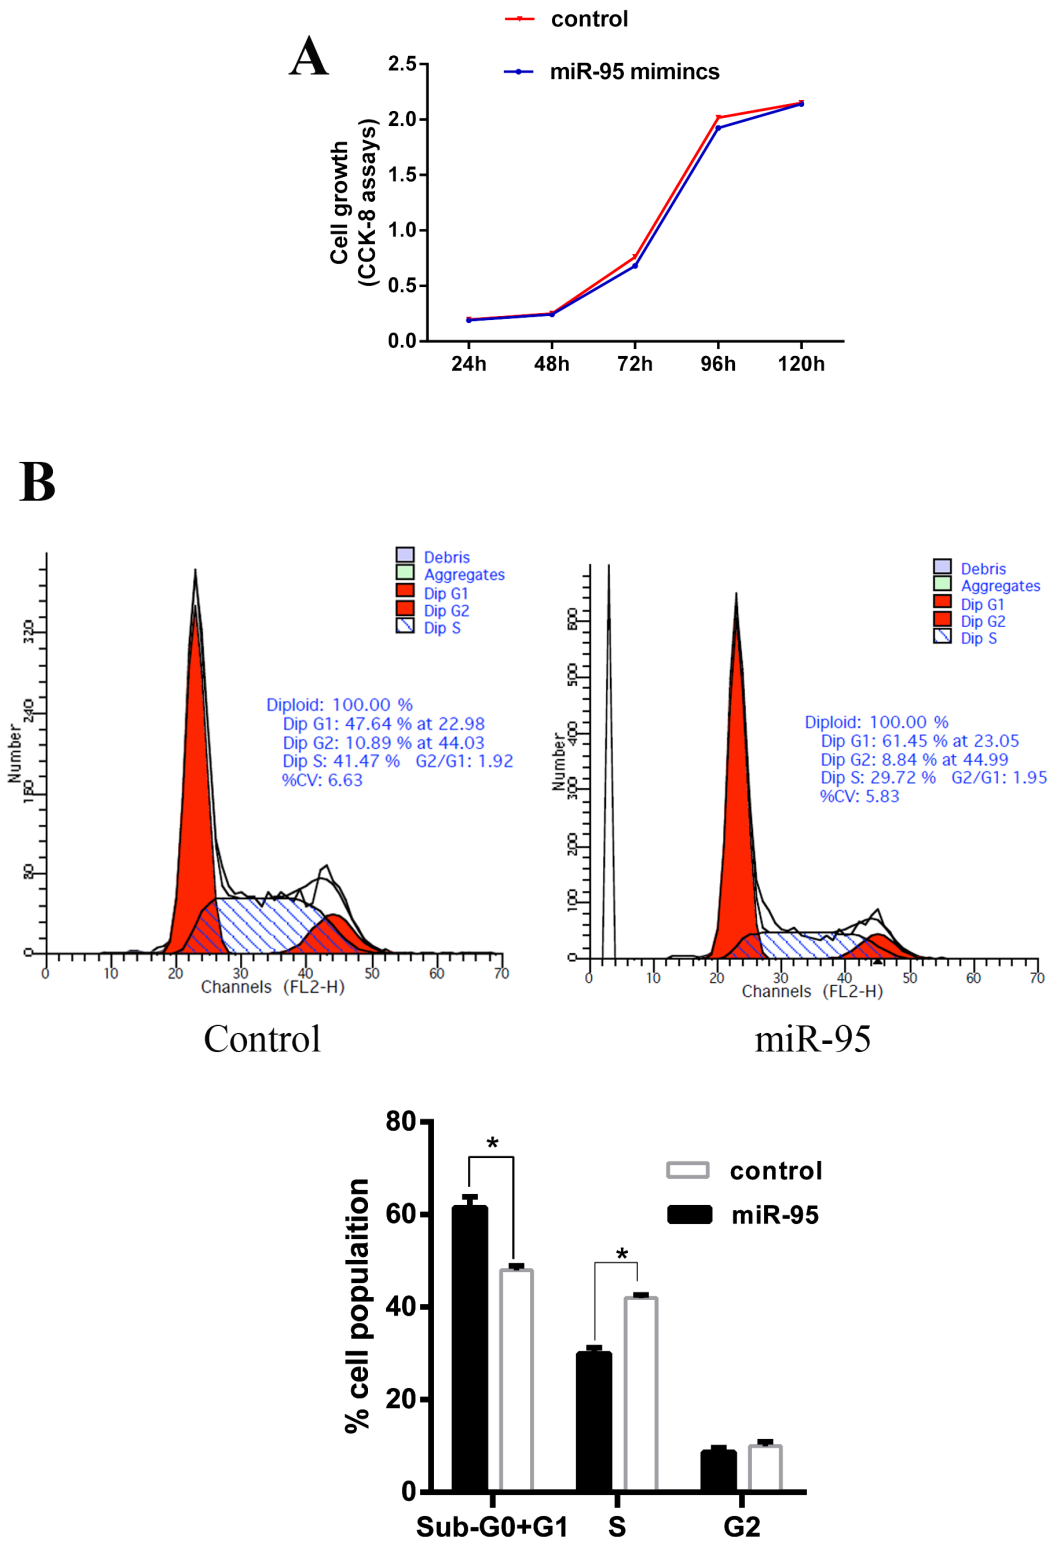 A
control
miR-95 mimincs
Cell growth
(CCK-8 assays)
2.5
2.0
1.5
1.0
0.5
0.0
24h 48h 72h 96h 120h
B
Debris
Aggregates
Dip G1
Dip G2
Dip S
Diploid: 100.00 %
Dip G1: 47.64 % at 22.98
Dip G2: 10.89 % at 44.03
Dip S: 41.47 % G2/G1: 1.92
%CV: 6.63
Number
320
240
160
80
0
0 10 20 30 40 50 60 70
Channels (FL2-H)
Control
Debris
Aggregates
Dip G1
Dip G2
Dip S
Diploid: 100.00 %
Dip G1: 61.45 % at 23.05
Dip G2: 8.84 % at 44.99
Dip S: 29.72 % G2/G1: 1.95
%CV: 5.83
Number
600
500
400
300
200
100
0
0 10 20 30 40 50 60 70
Channels (FL2-H)
miR-95
% cell populaition
80
60
40
20
0
*
*
control
miR-95
Sub-G0+G1 S G2